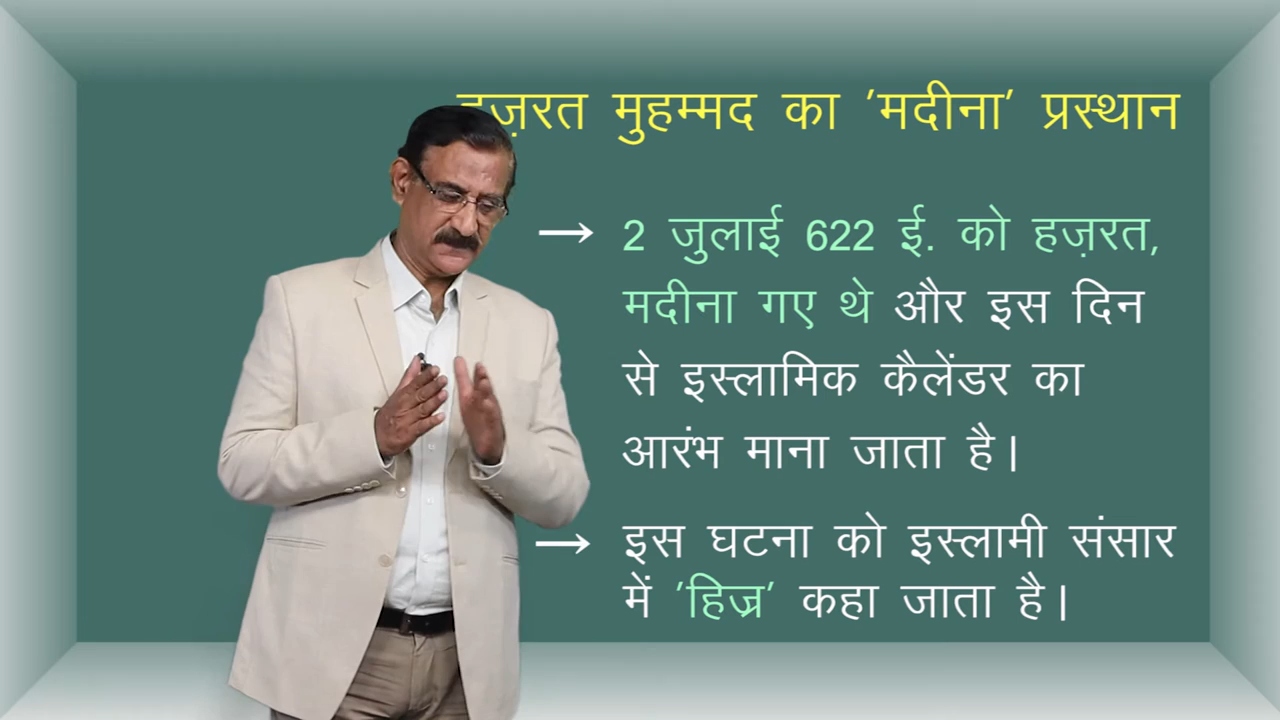 हज़रत मुहम्मद का 'मदीना' प्रस्थान
→ 2 जुलाई 622 ई. को हज़रत,
मदीना गए थे और इस दिन
से इस्लामिक कैलेंडर का
आरंभ माना जाता है।
→ इस घटना को इस्लामी संसार
में 'हिज्र' कहा जाता है।